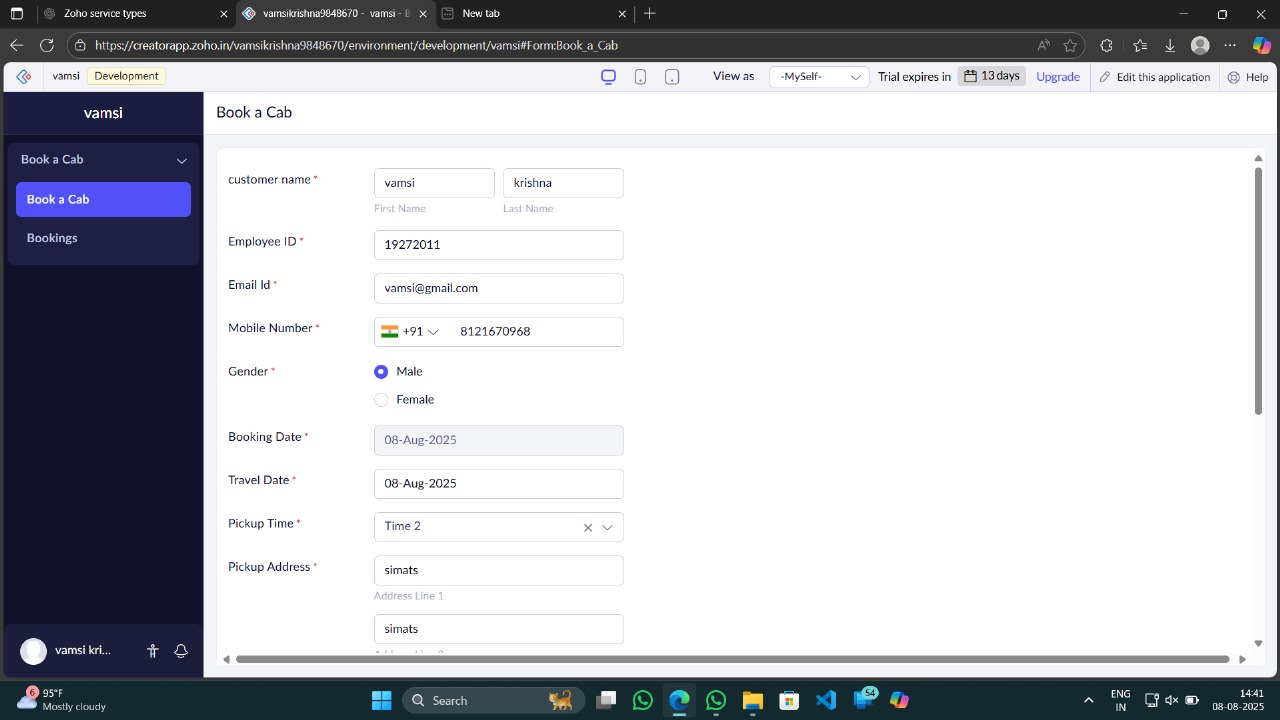 Zoho service types
vamsikrishna9848670 - vamsi - B
New tab
https://creatorapp.zoho.in/vamsikrishna9848670/environment/development/vamsi#Form:Book_a_Cab
vamsi Development View as -MySelf- Trial expires in 13 days Upgrade Edit this application Help
vamsi
Book a Cab
Book a Cab
Bookings
Book a Cab
customer name * vamsi krishna
First Name Last Name
Employee ID * 19272011
Email Id * vamsi@gmail.com
Mobile Number * +91 8121670968
Gender * Male
Female
Booking Date * 08-Aug-2025
Travel Date * 08-Aug-2025
Pickup Time * Time 2
Pickup Address * simats
Address Line 1
simats
vamsi kri...
6 95°F
Mostly cloudy
Search
54
ENG
IN
14:41
08-08-2025